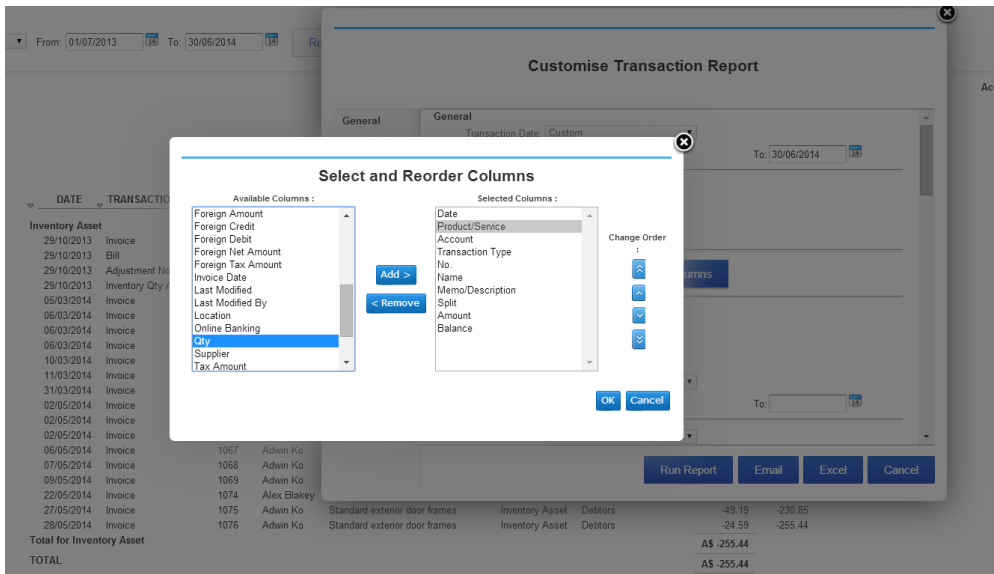 From: 01/07/2013 14 To: 30/06/2014 14
Customise Transaction Report
General
General
Transaction Date: Custom
To: 30/06/2014 14
Select and Reorder Columns
Available Columns :
Foreign Amount
Foreign Credit
Foreign Debit
Foreign Net Amount
Foreign Tax Amount
Invoice Date
Last Modified
Last Modified By
Location
Online Banking
Qty
Supplier
Tax Amount
Add >
< Remove
Selected Columns :
Date
Product/Service
Account
Transaction Type
No.
Name
Memo/Description
Split
Amount
Balance
Change Order
:
OK Cancel
To: 14
Run Report Email Excel Cancel
DATE TRANSACTIO
Inventory Asset
29/10/2013 Invoice
29/10/2013 Bill
29/10/2013 Adjustment No
29/10/2013 Inventory Qty A
05/03/2014 Invoice
06/03/2014 Invoice
06/03/2014 Invoice
06/03/2014 Invoice
10/03/2014 Invoice
11/03/2014 Invoice
31/03/2014 Invoice
02/05/2014 Invoice
02/05/2014 Invoice
02/05/2014 Invoice
06/05/2014 Invoice 1067 Adwin Ko
07/05/2014 Invoice 1068 Adwin Ko
09/05/2014 Invoice 1069 Adwin Ko
22/05/2014 Invoice 1074 Alex Blakey
27/05/2014 Invoice 1075 Adwin Ko Standard exterior door frames Inventory Asset Debtors -49.19 -230.85
28/05/2014 Invoice 1076 Adwin Ko Standard exterior door frames Inventory Asset Debtors -24.59 -255.44
Total for Inventory Asset A$ -255.44
TOTAL A$ -255.44